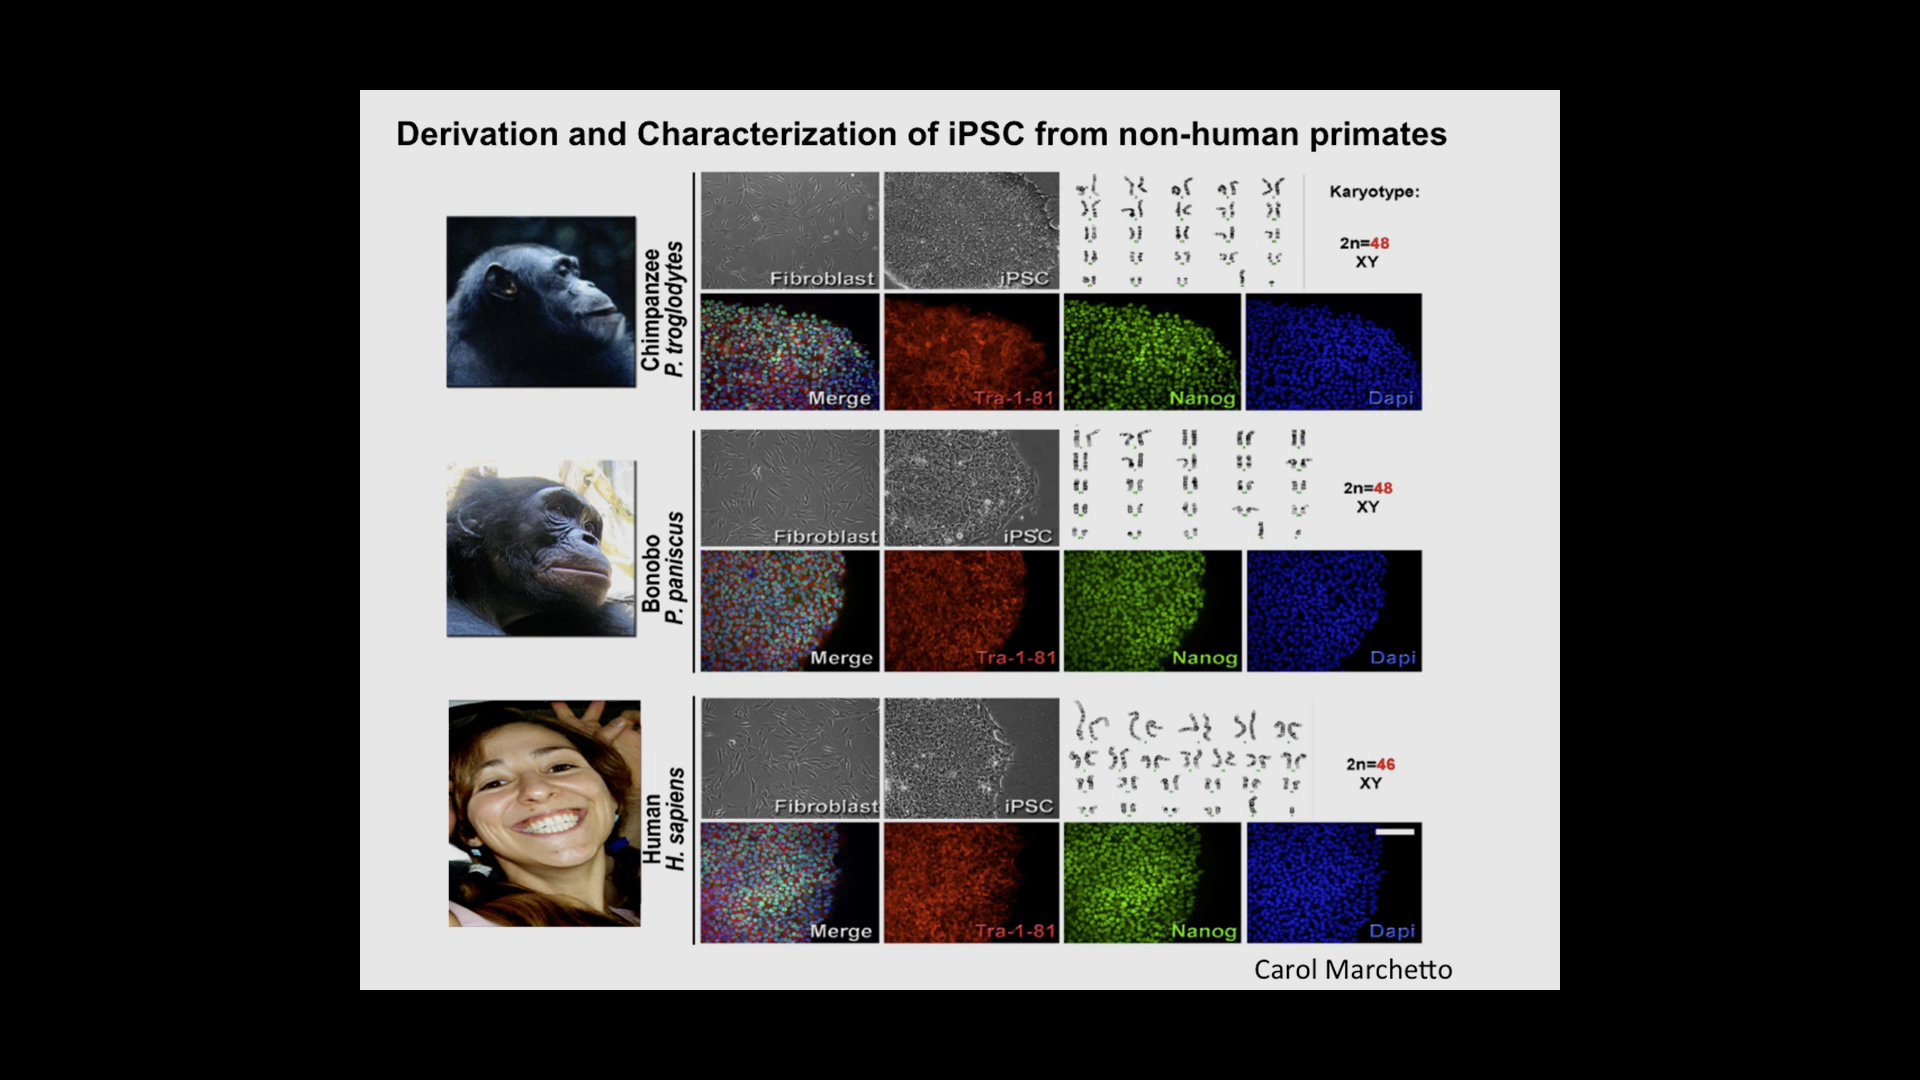 Derivation and Characterization of iPSC from non-human primates
Chimpanzee
P. troglodytes
Fibroblast
iPSC
Karyotype:
2n=48
XY
Merge
Tra-1-81
Nanog
Dapi
Bonobo
P. paniscus
Fibroblast
iPSC
2n=48
XY
Merge
Tra-1-81
Nanog
Dapi
Human
H. sapiens
Fibroblast
iPSC
2n=46
XY
Merge
Tra-1-81
Nanog
Dapi
Carol Marchetto